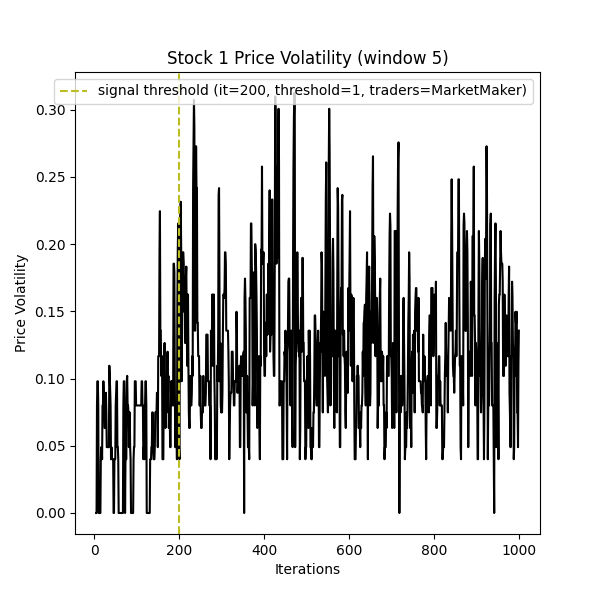 Stock 1 Price Volatility (window 5)
signal threshold (it=200, threshold=1, traders=MarketMaker)
0.30
0.25
0.20
0.15
0.10
0.05
0.00
Price Volatility
0 200 400 600 800 1000
Iterations